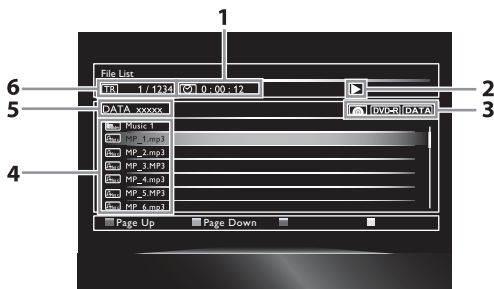 1
File List
6
TR 1 / 1234 0 : 00 : 12
2
5
DATA xxxxx
DVD-R DATA
3
Music 1
MP_1.mp3
MP_2.mp3
MP_3.MP3
4
MP_4.mp3
MP_5.MP3
MP_6.mp3
Page Up Page Down